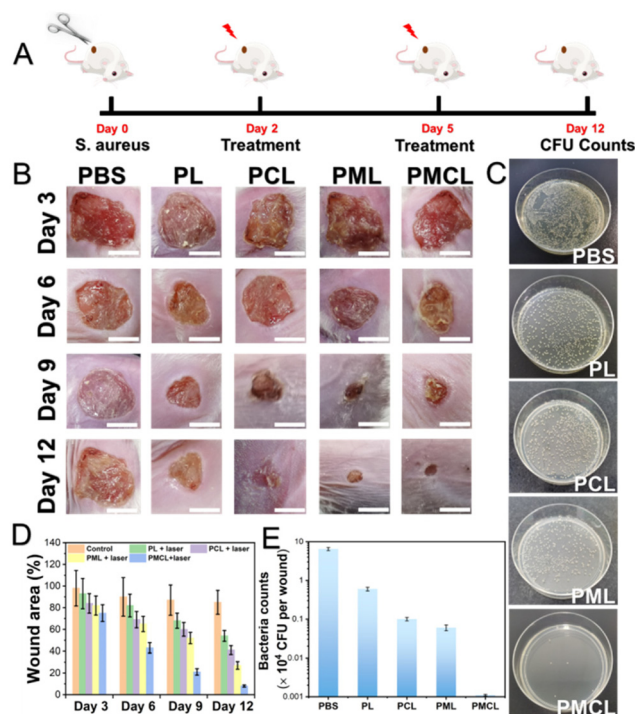 A
Day 0
Day 2
Day 5
Day 12
S. aureus
Treatment
Treatment
CFU Counts
B
PBS
PL
PCL
PML
PMCL
Day 3
Day 6
Day 9
Day 12
C
PBS
PL
PCL
PML
PMCL
D
Control
PL + laser
PCL + laser
PML + laser
PMCL+laser
Wound area (%)
140
120
100
80
60
40
20
0
Day 3
Day 6
Day 9
Day 12
E
Bacteria counts
(× 10⁴ CFU per wound)
10
1
0.1
0.01
0.001
PBS
PL
PCL
PML
PMCL